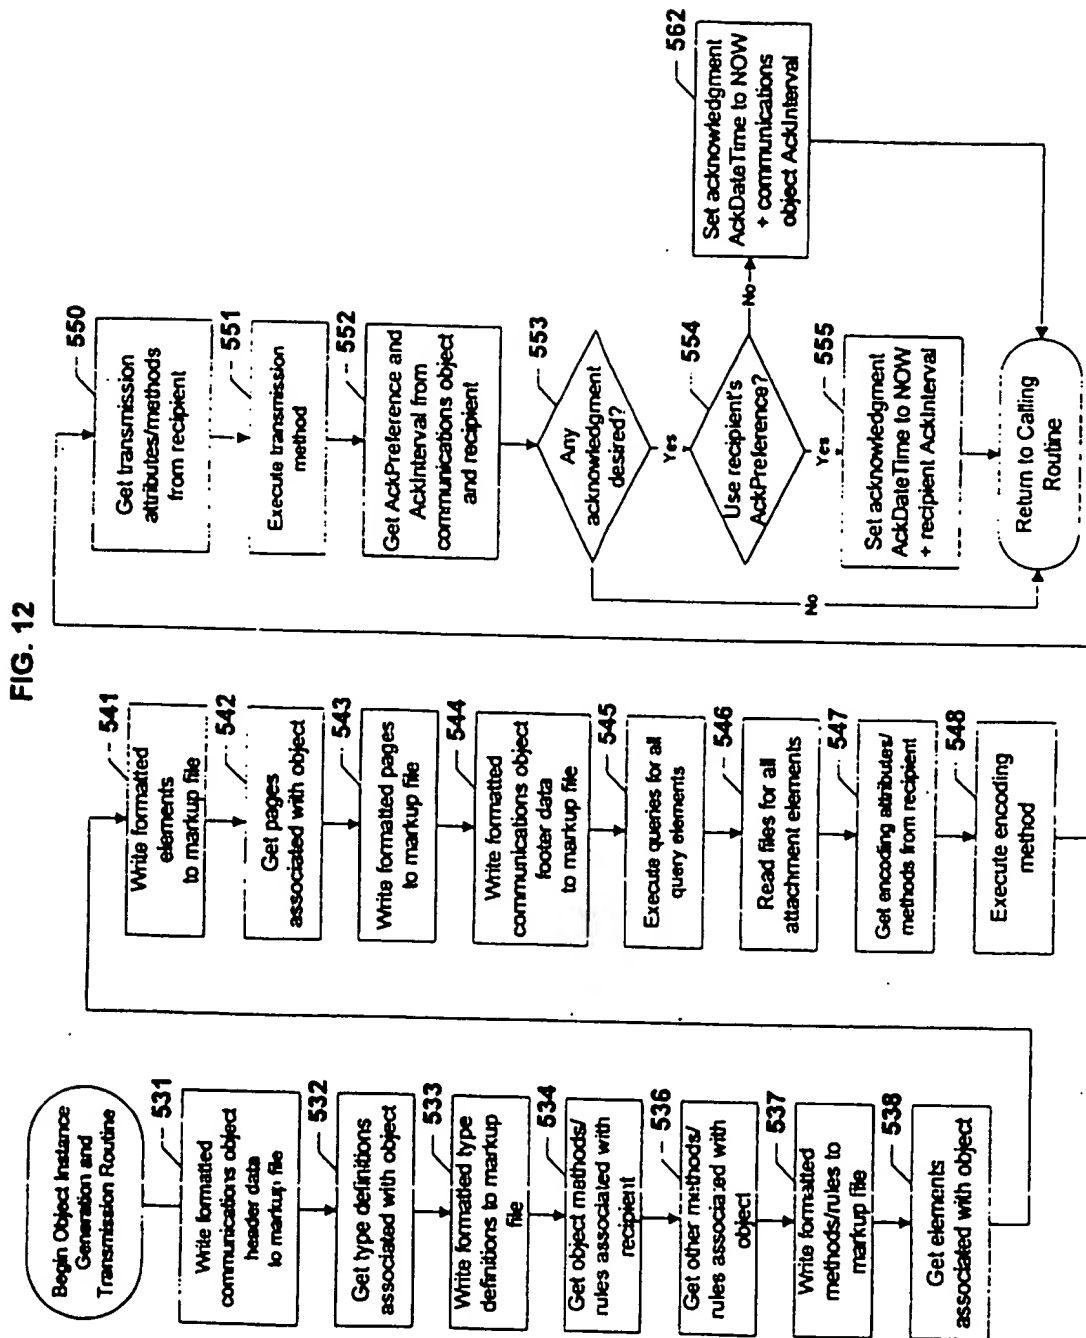 FIG. 12
Begin Object Instance
Generation and
Transmission Routine
531
Write formatted
communications object
header data
to markup file
532
Get type definitions
associated with object
533
Write formatted type
definitions to markup
file
534
Get object methods/
rules associated with
recipient
536
Get other methods/
rules associated with
object
537
Write formatted
methods/rules to
markup file
538
Get elements
associated with object
541
Write formatted
elements
to markup file
542
Get pages
associated with object
543
Write formatted pages
to markup file
544
Write formatted
communications object
footer data
to markup file
545
Execute queries for all
query elements
546
Read files for all
attachment elements
547
Get encoding attributes/
methods from recipient
548
Execute encoding
method
550
Get transmission
attributes/methods
from recipient
551
Execute transmission
method
552
Get AckPreference and
AckInterval from
communications object
and recipient
553
Any
acknowledgment
desired?
Yes
No
554
Use recipient's
AckPreference?
Yes
No
555
Set acknowledgment
AckDateTime to NOW
+ recipient AckInterval
562
Set acknowledgment
AckDateTime to NOW
+ communications
object AckInterval
Return to Calling
Routine